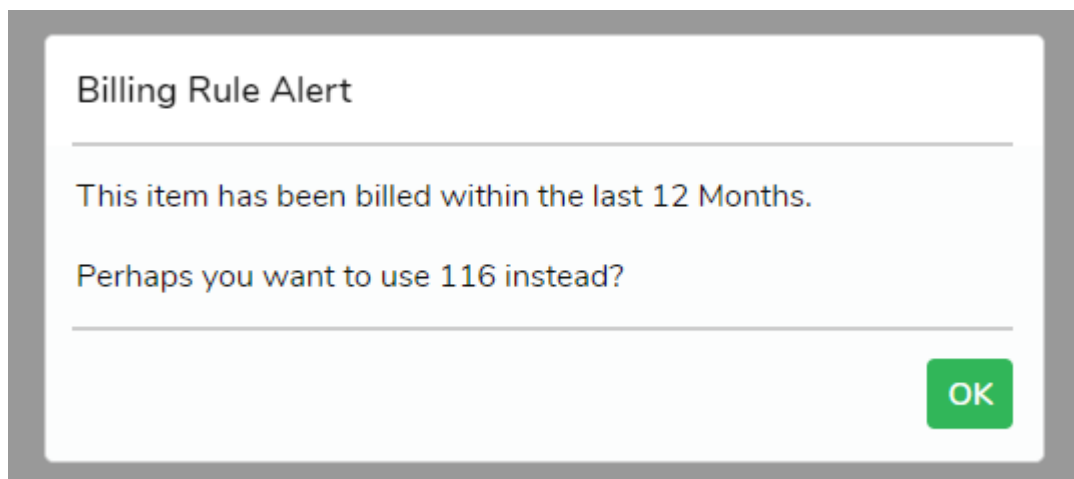 Billing Rule Alert
This item has been billed within the last 12 Months.
Perhaps you want to use 116 instead?
OK